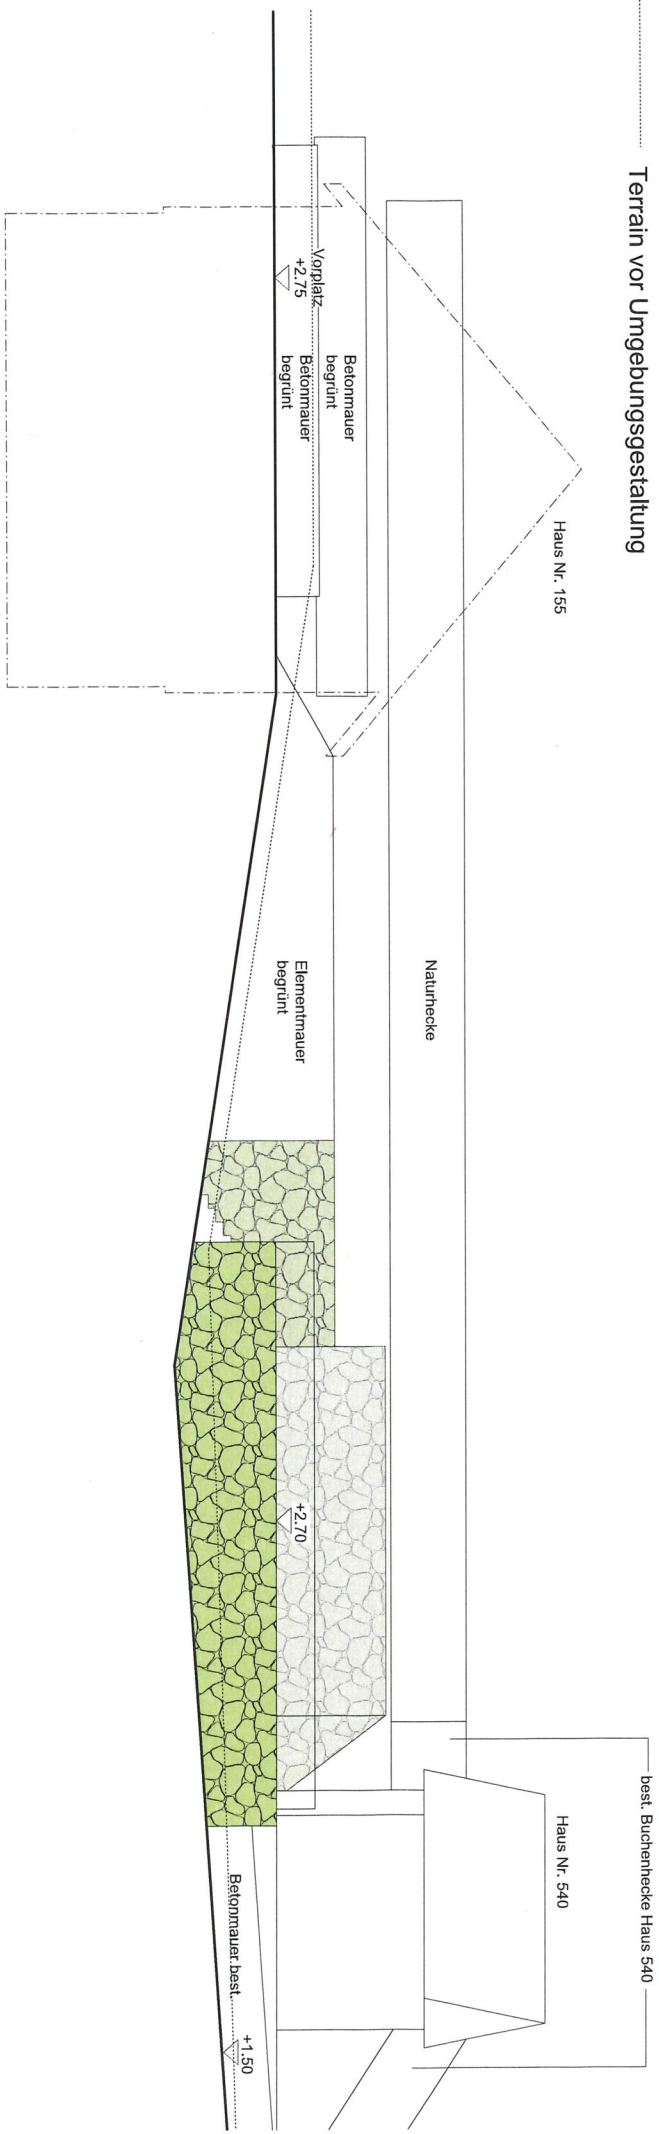 Terrain vor Umgebungsgestaltung
best. Buchenhecke Haus 540
Haus Nr. 155
Haus Nr. 540
Naturhecke
Betonmauer
begrünt
Vorplatz
+2.75
Betonmauer
begrünt
Elementmauer
begrünt
+2.70
Betonmauer best.
+1.50